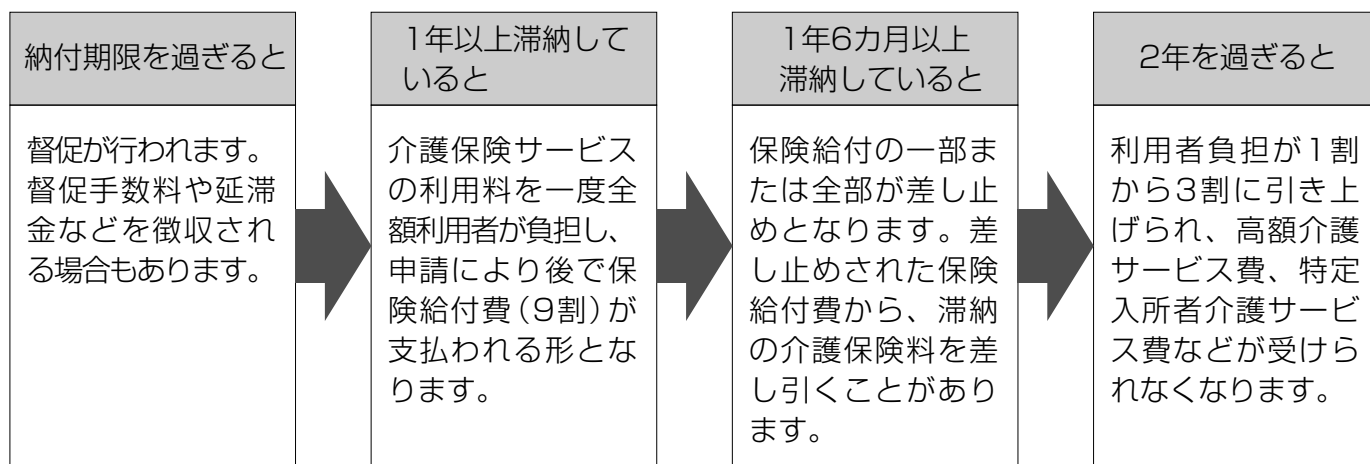 納付期限を過ぎると
督促が行われます。
督促手数料や延滞
金などを徴収され
る場合もあります。
1年以上滞納して
いると
介護保険サービス
の利用料を一度全
額利用者が負担し、
申請により後で保
険給付費(9割)が
支払われる形とな
ります。
1年6カ月以上
滞納していると
保険給付の一部ま
たは全部が差し止
めとなります。差
し止めされた保険
給付費から、滞納
の介護保険料を差
し引くことがあり
ます。
2年を過ぎると
利用者負担が1割
から3割に引き上
げられ、高額介護
サービス費、特定
入所者介護サービ
ス費などが受けら
れなくなります。